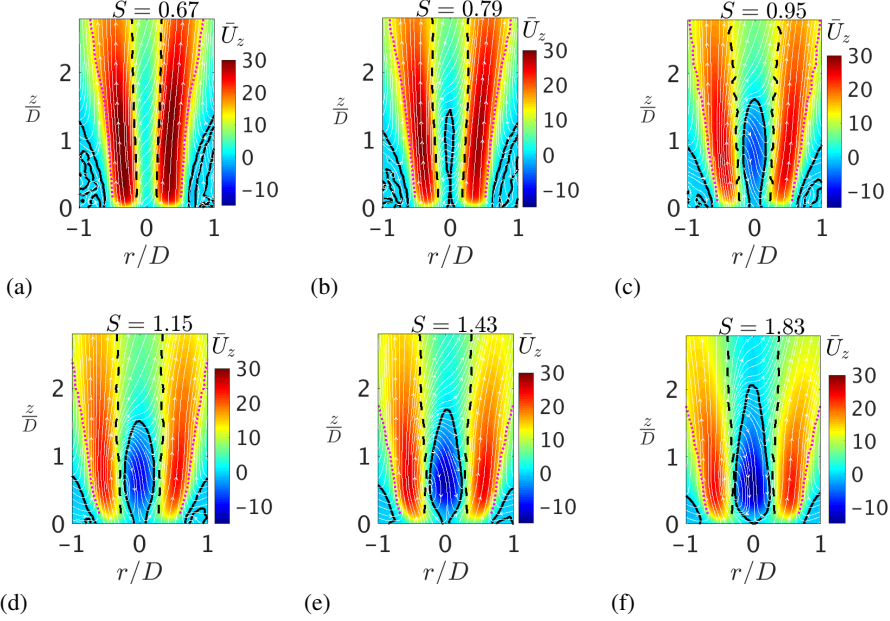 S = 0.67
Ū_z
30
20
10
0
−10
z/D
2
1
0
-1
0
1
r/D
(a)
S = 0.79
Ū_z
30
20
10
0
−10
z/D
2
1
0
-1
0
1
r/D
(b)
S = 0.95
Ū_z
30
20
10
0
−10
z/D
2
1
0
-1
0
1
r/D
(c)
S = 1.15
Ū_z
30
20
10
0
−10
z/D
2
1
0
-1
0
1
r/D
(d)
S = 1.43
Ū_z
30
20
10
0
−10
z/D
2
1
0
-1
0
1
r/D
(e)
S = 1.83
Ū_z
30
20
10
0
−10
z/D
2
1
0
-1
0
1
r/D
(f)